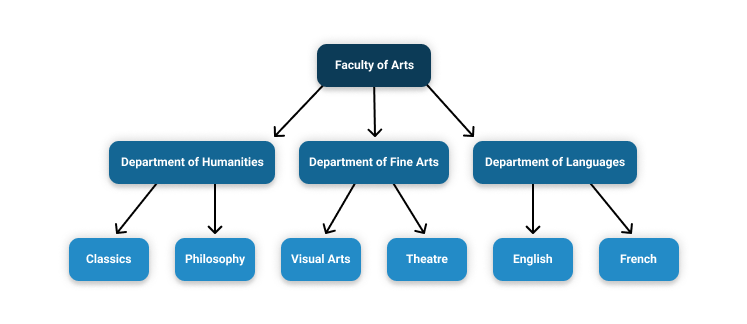 Faculty of Arts
Department of Humanities
Department of Fine Arts
Department of Languages
Classics
Philosophy
Visual Arts
Theatre
English
French